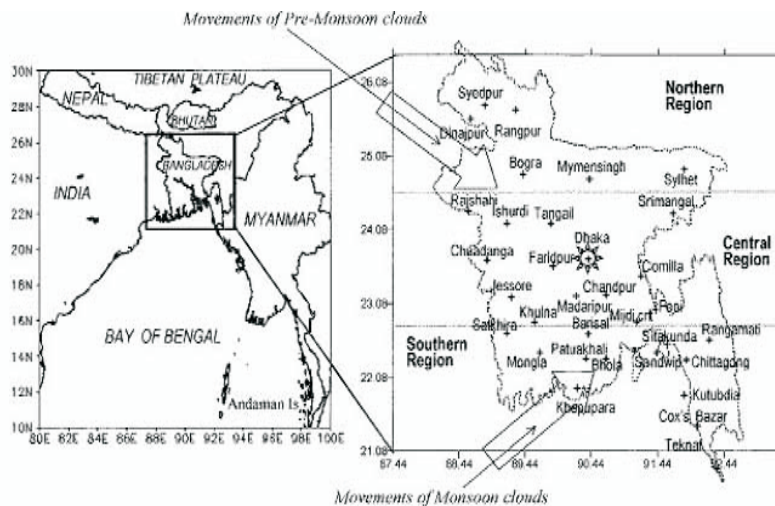 Movements of Pre-Monsoon clouds
30N
28N
26N
24N
22N
20N
18N
16N
14N
12N
10N
80E 82E 84E 86E 88E 90E 92E 94E 96E 98E 100E
TIBETAN PLATEAU
NEPAL
BHUTAN
BANGLADESH
INDIA
MYANMAR
BAY OF BENGAL
Andaman Is
26.08
25.08
24.08
23.08
22.08
21.08
87.44 88.44 89.44 90.44 91.44 92.44
Northern
Region
Syedpur
Dinajpur Rangpur
Bogra Mymensingh
Sylhet
Rajshahi
Ishurdi Tangail
Srimangal
Dhaka
Central
Region
Chuadanga Faridpur
Comilla
Jessore Chandpur
Khulna Madaripur
Mijdi.crt Feni
Satkhira Barisal
Sitakunda Rangamati
Southern
Region
Mongla Patuakhali
Bhola Sandwip Chittagong
Khepupara
Kutubdia
Cox's Bazar
Teknaf
Movements of Monsoon clouds